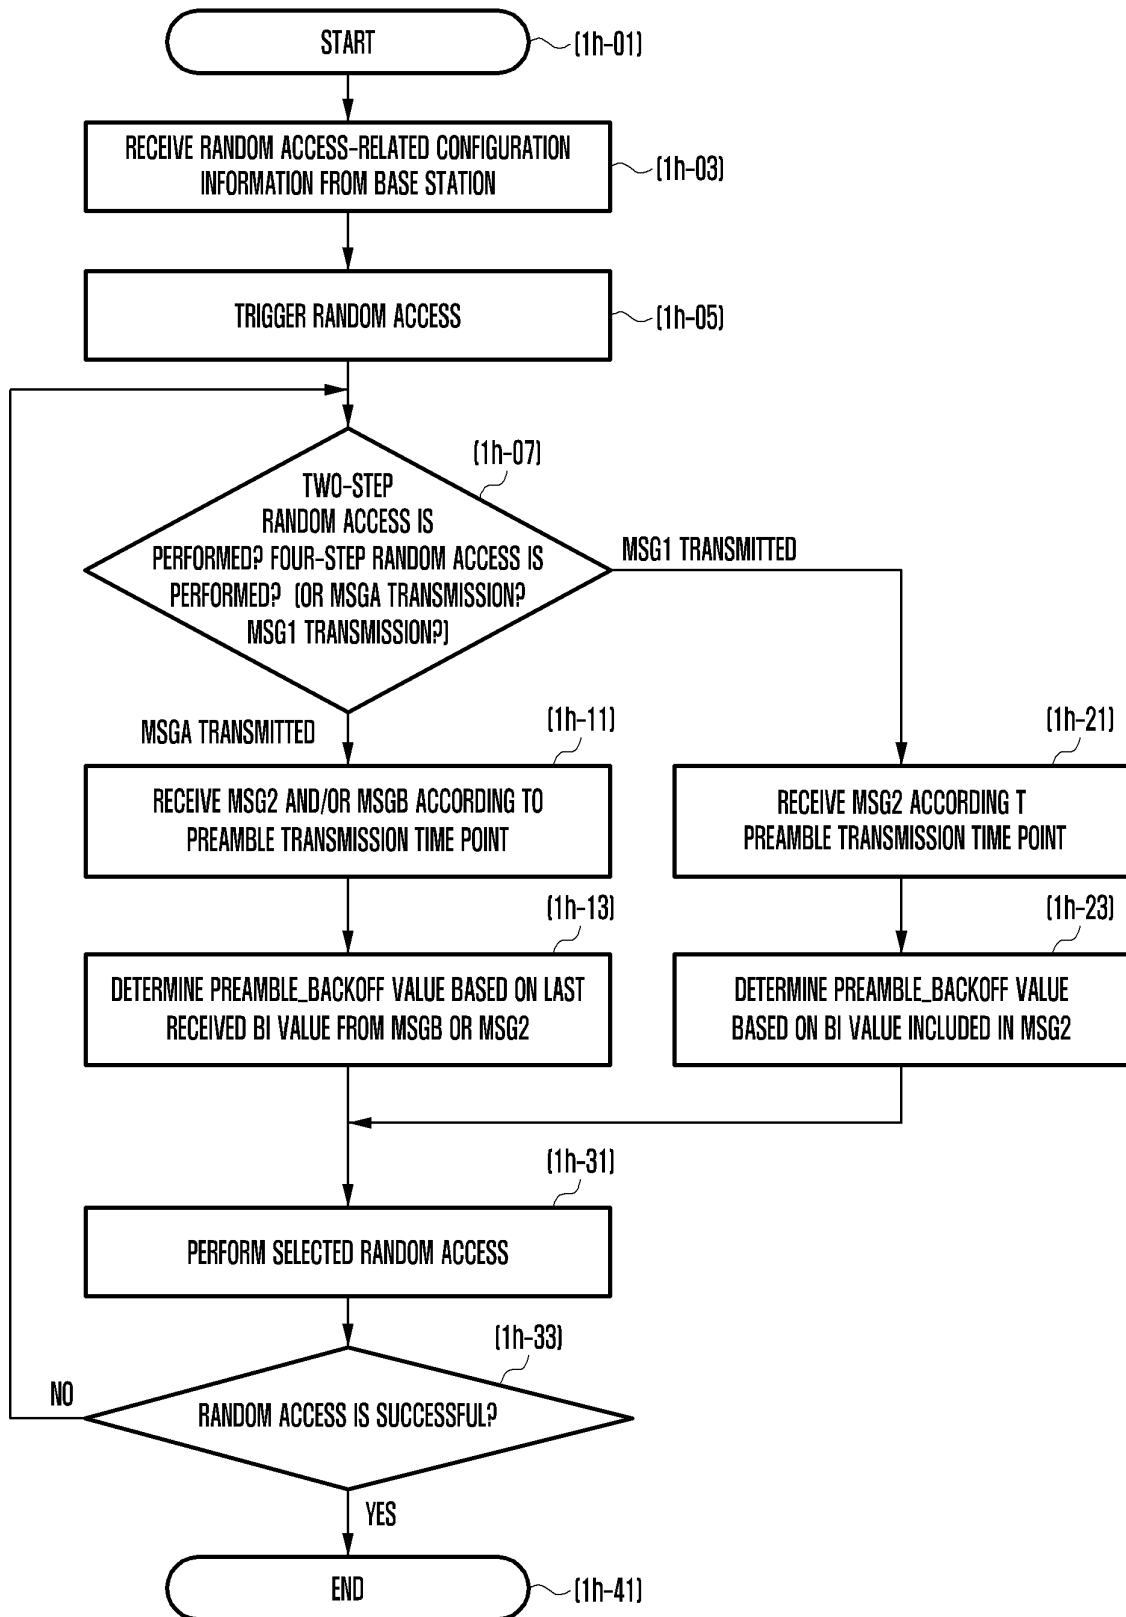 START
(1h-01)
RECEIVE RANDOM ACCESS-RELATED CONFIGURATION
INFORMATION FROM BASE STATION
(1h-03)
TRIGGER RANDOM ACCESS
(1h-05)
(1h-07)
TWO-STEP
RANDOM ACCESS IS
PERFORMED? FOUR-STEP RANDOM ACCESS IS
PERFORMED? (OR MSGA TRANSMISSION?
MSG1 TRANSMISSION?)
MSG1 TRANSMITTED
MSGA TRANSMITTED
(1h-11)
RECEIVE MSG2 AND/OR MSGB ACCORDING TO
PREAMBLE TRANSMISSION TIME POINT
(1h-21)
RECEIVE MSG2 ACCORDING T
PREAMBLE TRANSMISSION TIME POINT
(1h-13)
DETERMINE PREAMBLE_BACKOFF VALUE BASED ON LAST
RECEIVED BI VALUE FROM MSGB OR MSG2
(1h-23)
DETERMINE PREAMBLE_BACKOFF VALUE
BASED ON BI VALUE INCLUDED IN MSG2
(1h-31)
PERFORM SELECTED RANDOM ACCESS
(1h-33)
RANDOM ACCESS IS SUCCESSFUL?
NO
YES
END
(1h-41)